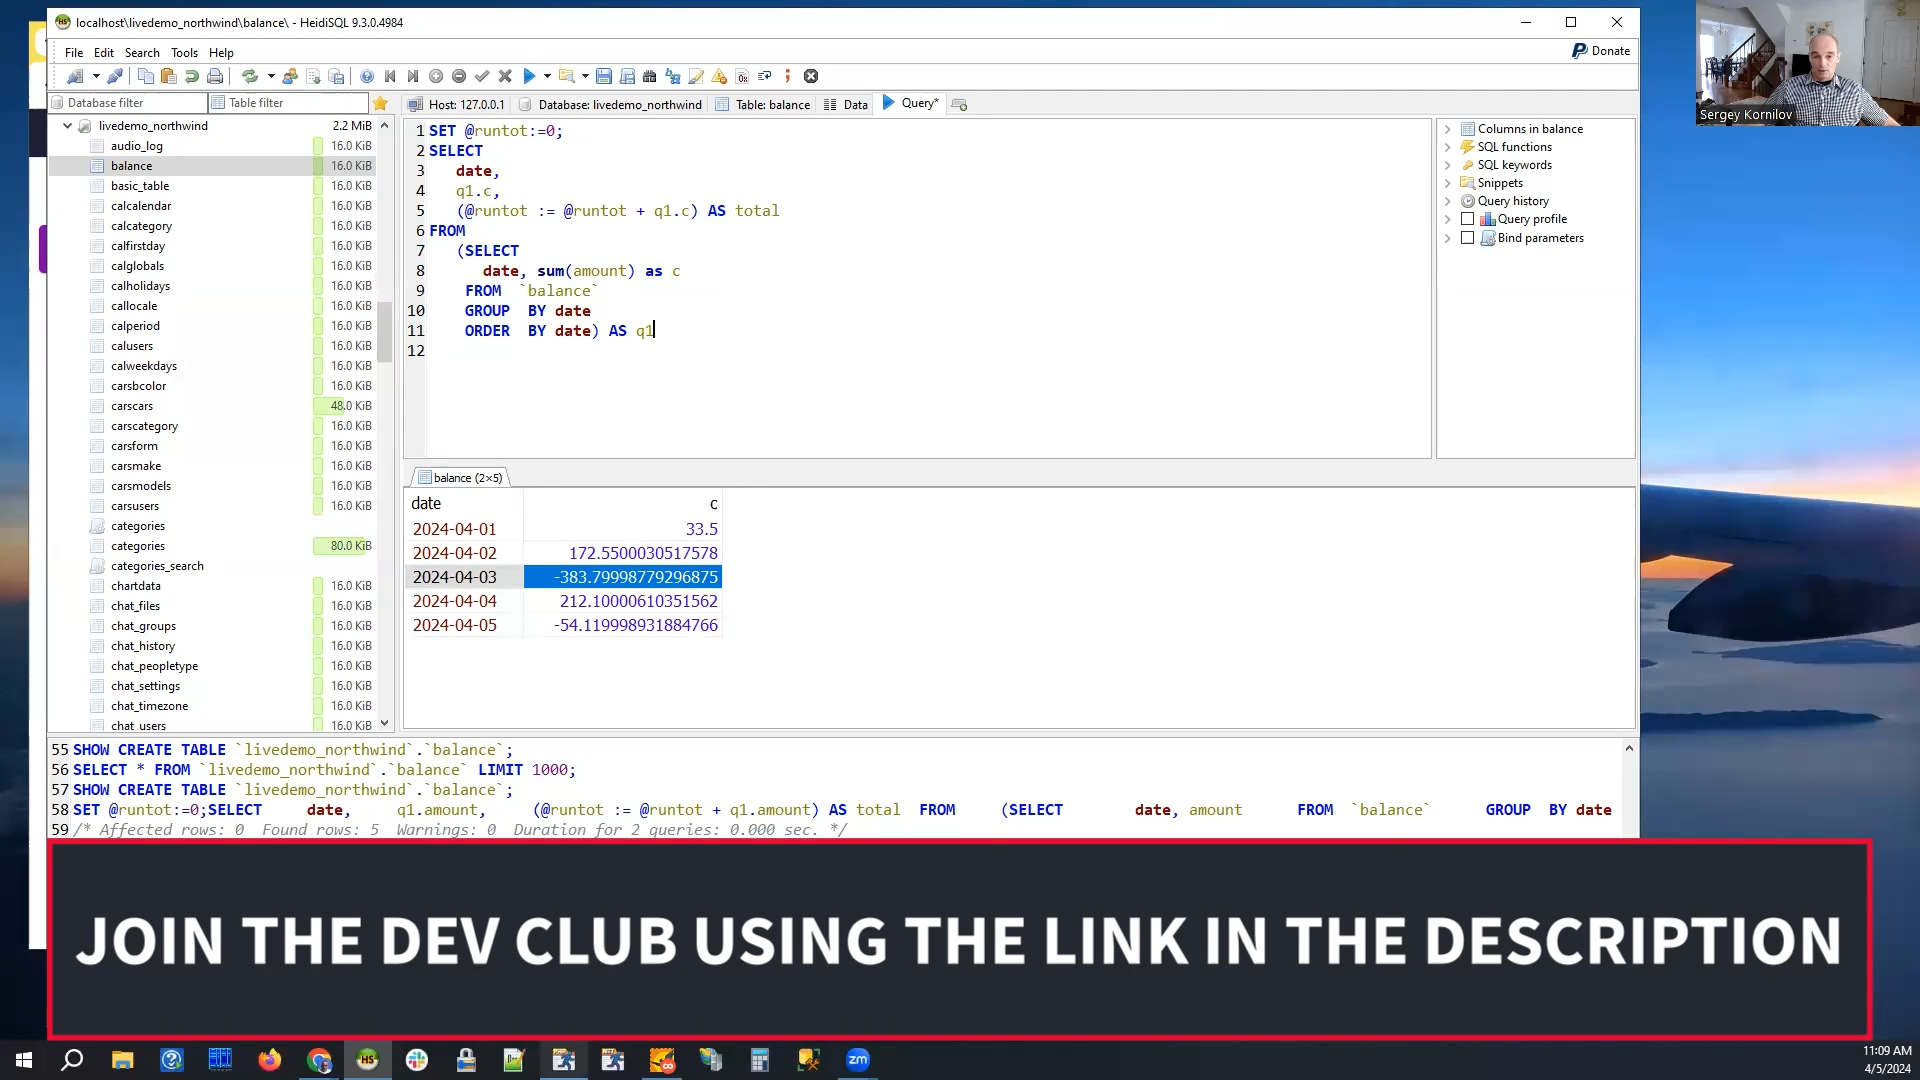 localhost\livedemo_northwind\balance\ - HeidiSQL 9.3.0.4984
File Edit Search Tools Help
Donate
Database filter
Table filter
Host: 127.0.0.1
Database: livedemo_northwind
Table: balance
Data
Query*
livedemo_northwind 2.2 MiB
audio_log 16.0 KiB
balance 16.0 KiB
basic_table 16.0 KiB
calcalendar 16.0 KiB
calcategory 16.0 KiB
calfirstday 16.0 KiB
calglobals 16.0 KiB
calholidays 16.0 KiB
callocale 16.0 KiB
calperiod 16.0 KiB
calusers 16.0 KiB
calweekdays 16.0 KiB
carsbcolor 16.0 KiB
carscars 48.0 KiB
carscategory 16.0 KiB
carsform 16.0 KiB
carsmake 16.0 KiB
carsmodels 16.0 KiB
carsusers 16.0 KiB
categories
categories 80.0 KiB
categories_search
chartdata 16.0 KiB
chat_files 16.0 KiB
chat_groups 16.0 KiB
chat_history 16.0 KiB
chat_peopletype 16.0 KiB
chat_settings 16.0 KiB
chat_timezone 16.0 KiB
chat_users 16.0 KiB
1 SET @runtot:=0;
2 SELECT
3 date,
4 q1.c,
5 (@runtot := @runtot + q1.c) AS total
6 FROM
7 (SELECT
8 date, sum(amount) as c
9 FROM `balance`
10 GROUP BY date
11 ORDER BY date) AS q1
12
Columns in balance
SQL functions
SQL keywords
Snippets
Query history
Query profile
Bind parameters
balance (2×5)
date c
2024-04-01 33.5
2024-04-02 172.5500030517578
2024-04-03 -383.79998779296875
2024-04-04 212.10000610351562
2024-04-05 -54.119998931884766
55 SHOW CREATE TABLE `livedemo_northwind`.`balance`;
56 SELECT * FROM `livedemo_northwind`.`balance` LIMIT 1000;
57 SHOW CREATE TABLE `livedemo_northwind`.`balance`;
58 SET @runtot:=0;SELECT date, q1.amount, (@runtot := @runtot + q1.amount) AS total FROM (SELECT date, amount FROM `balance` GROUP BY date
59 /* Affected rows: 0 Found rows: 5 Warnings: 0 Duration for 2 queries: 0.000 sec. */
JOIN THE DEV CLUB USING THE LINK IN THE DESCRIPTION
Sergey Kornilov
HS
zm
11:09 AM
4/5/2024